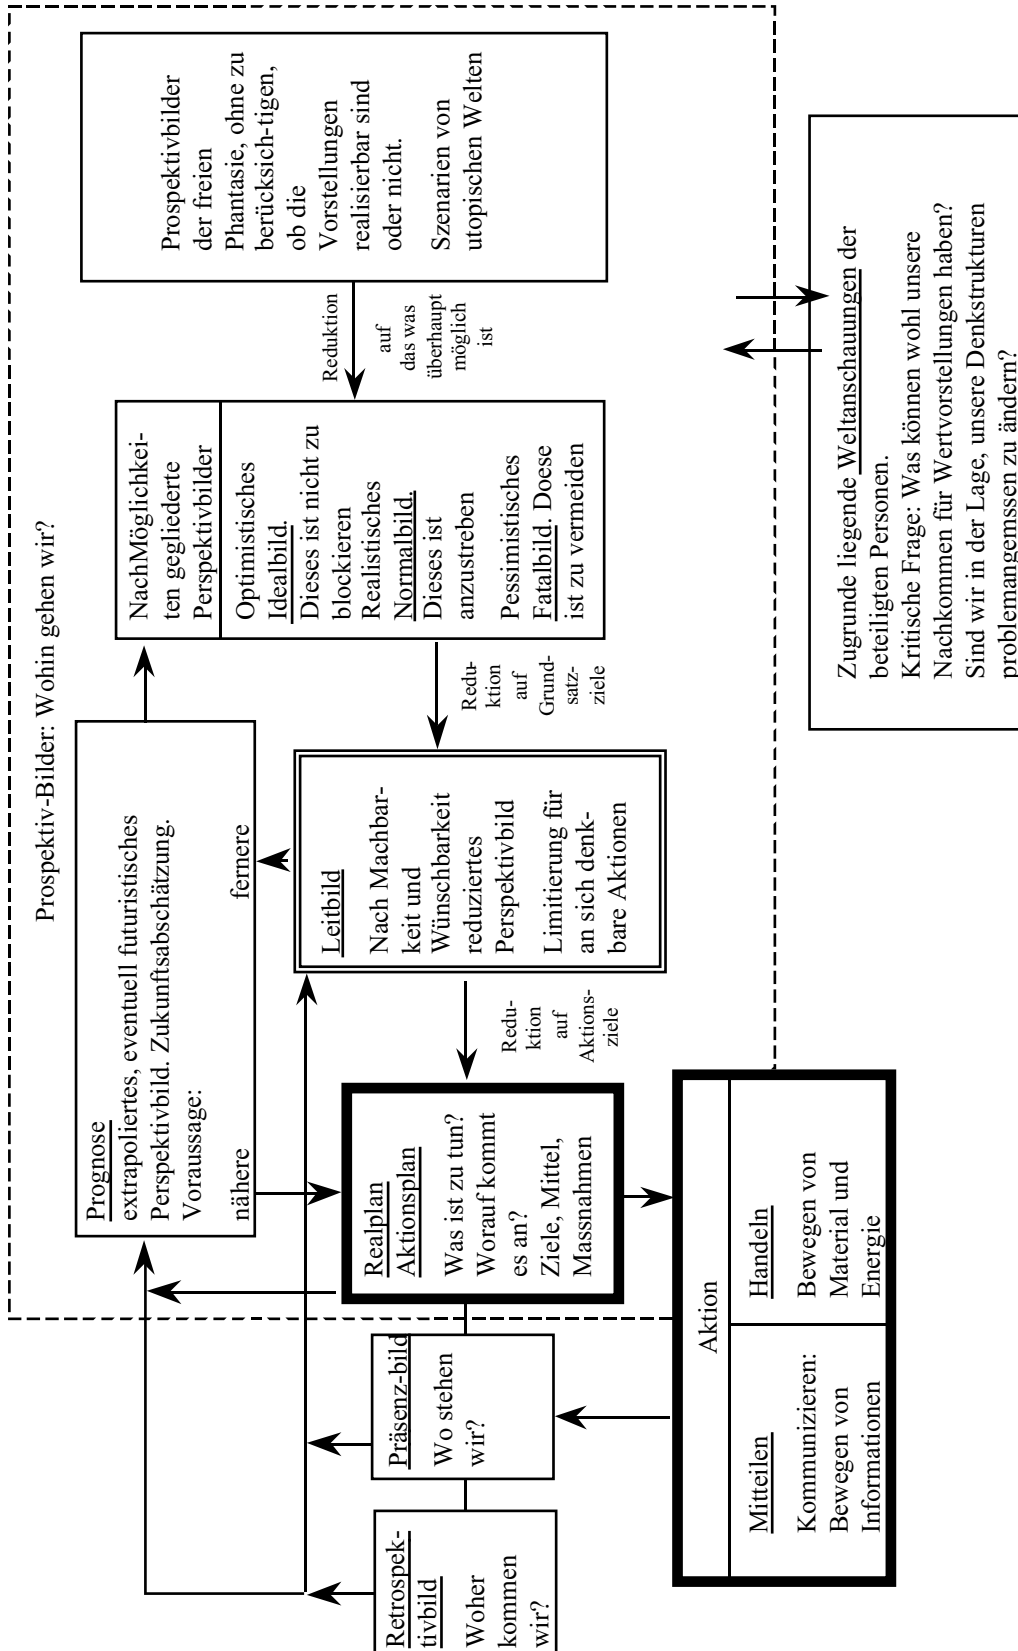 Prospektiv-Bilder: Wohin gehen wir?
Retrospek-
tivbild
Woher
kommen
wir?
Präsenz-bild
Wo stehen
wir?
Prognose
extrapoliertes, eventuell futuristisches
Perspektivbild. Zukunftsabschätzung.
Voraussage:
nähere fernere
Realplan
Aktionsplan
Was ist zu tun?
Worauf kommt
es an?
Ziele, Mittel,
Massnahmen
Redu-
ktion
auf
Aktions-
ziele
Leitbild
Nach Machbar-
keit und
Wünschbarkeit
reduziertes
Perspektivbild
Limitierung für
an sich denk-
bare Aktionen
Redu-
ktion
auf
Grund-
satz-
ziele
NachMöglichkei-
ten gegliederte
Perspektivbilder
Optimistisches
Idealbild.
Dieses ist nicht zu
blockieren
Realistisches
Normalbild.
Dieses ist
anzustreben
Pessimistisches
Fatalbild. Doese
ist zu vermeiden
Reduktion
auf
das was
überhaupt
möglich
ist
Prospektivbilder
der freien
Phantasie, ohne zu
berücksich-tigen,
ob die
Vorstellungen
realisierbar sind
oder nicht.
Szenarien von
utopischen Welten
Aktion
Mitteilen
Kommunizieren:
Bewegen von
Informationen
Handeln
Bewegen von
Material und
Energie
Zugrunde liegende Weltanschauungen der
beteiligten Personen.
Kritische Frage: Was können wohl unsere
Nachkommen für Wertvorstellungen haben?
Sind wir in der Lage, unsere Denkstrukturen
problemangemssen zu ändern?